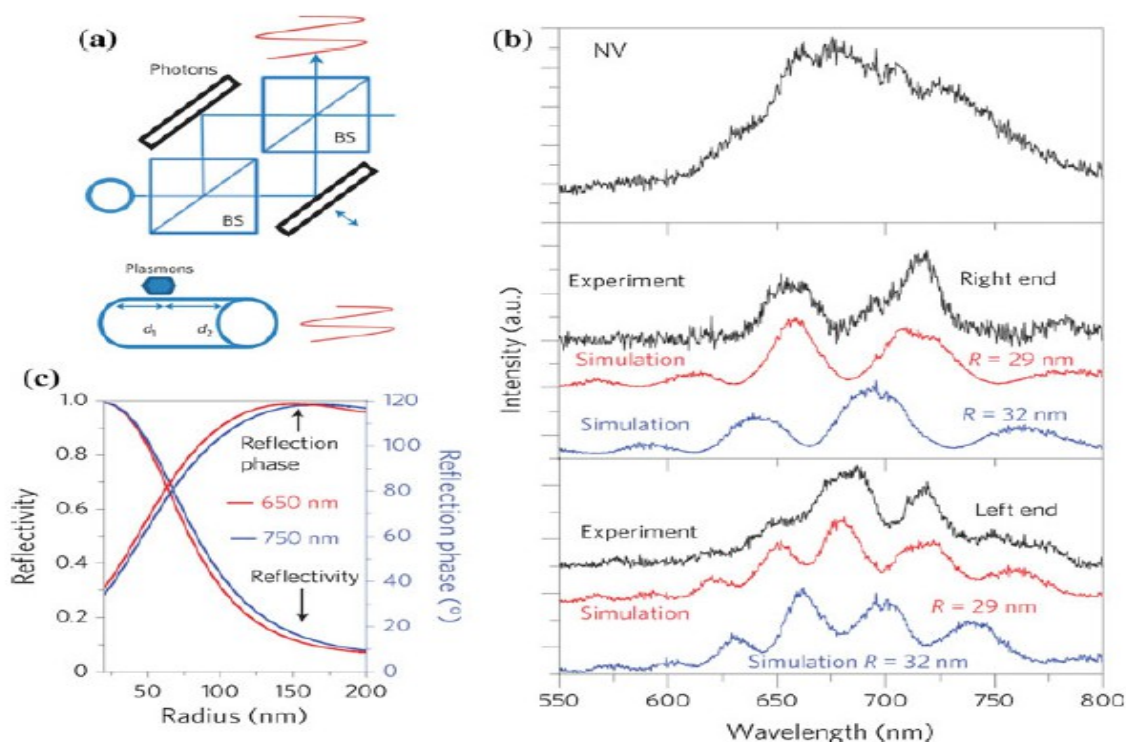 (a)
Photons
BS
BS
Plasmons
d1
d2
(c)
1.0
0.8
0.6
0.4
0.2
0
Reflectivity
50
100
150
200
Radius (nm)
120
100
80
60
40
20
0
Reflection phase (°)
Reflection
phase
650 nm
750 nm
Reflectivity
(b)
NV
Intensity (a.u.)
Experiment
Right end
Simulation
R = 29 nm
Simulation
R = 32 nm
Experiment
Left end
Simulation
R = 29 nm
Simulation R = 32 nm
550
600
650
700
750
800
Wavelength (nm)